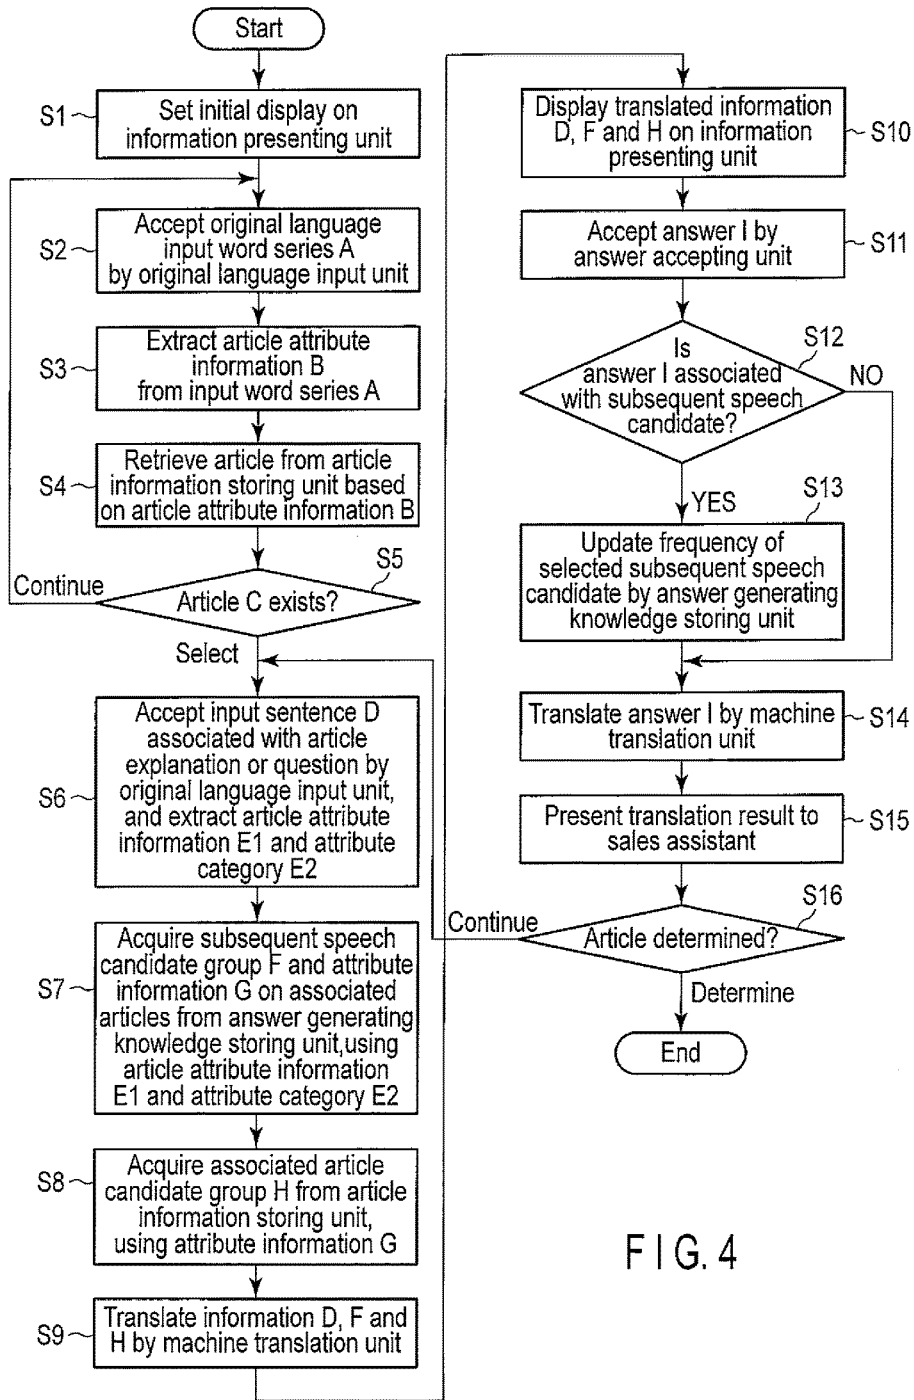 Start
S1
Set initial display on
information presenting unit
S2
Accept original language
input word series A
by original language input unit
S3
Extract article attribute
information B
from input word series A
S4
Retrieve article from article
information storing unit based
on article attribute information B
S5
Continue
Article C exists?
Select
S6
Accept input sentence D
associated with article
explanation or question by
original language input unit,
and extract article attribute
information E1 and attribute
category E2
S7
Acquire subsequent speech
candidate group F and attribute
information G on associated
articles from answer generating
knowledge storing unit,using
article attribute information
E1 and attribute category E2
S8
Acquire associated article
candidate group H from article
information storing unit,
using attribute information G
S9
Translate information D, F and
H by machine translation unit
S10
Display translated information
D, F and H on information
presenting unit
S11
Accept answer I by
answer accepting unit
S12
Is
answer I associated
with subsequent speech
candidate?
NO
YES
S13
Update frequency of
selected subsequent speech
candidate by answer generating
knowledge storing unit
S14
Translate answer I by machine
translation unit
S15
Present translation result to
sales assistant
S16
Continue
Article determined?
Determine
End
FIG. 4